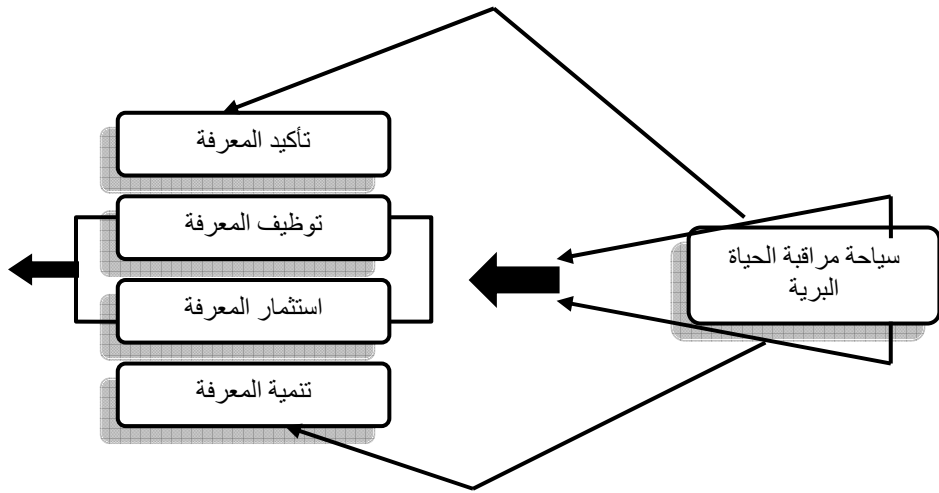 تأكيد المعرفة
توظيف المعرفة
سياحة مراقبة الحياة
البرية
استثمار المعرفة
تنمية المعرفة